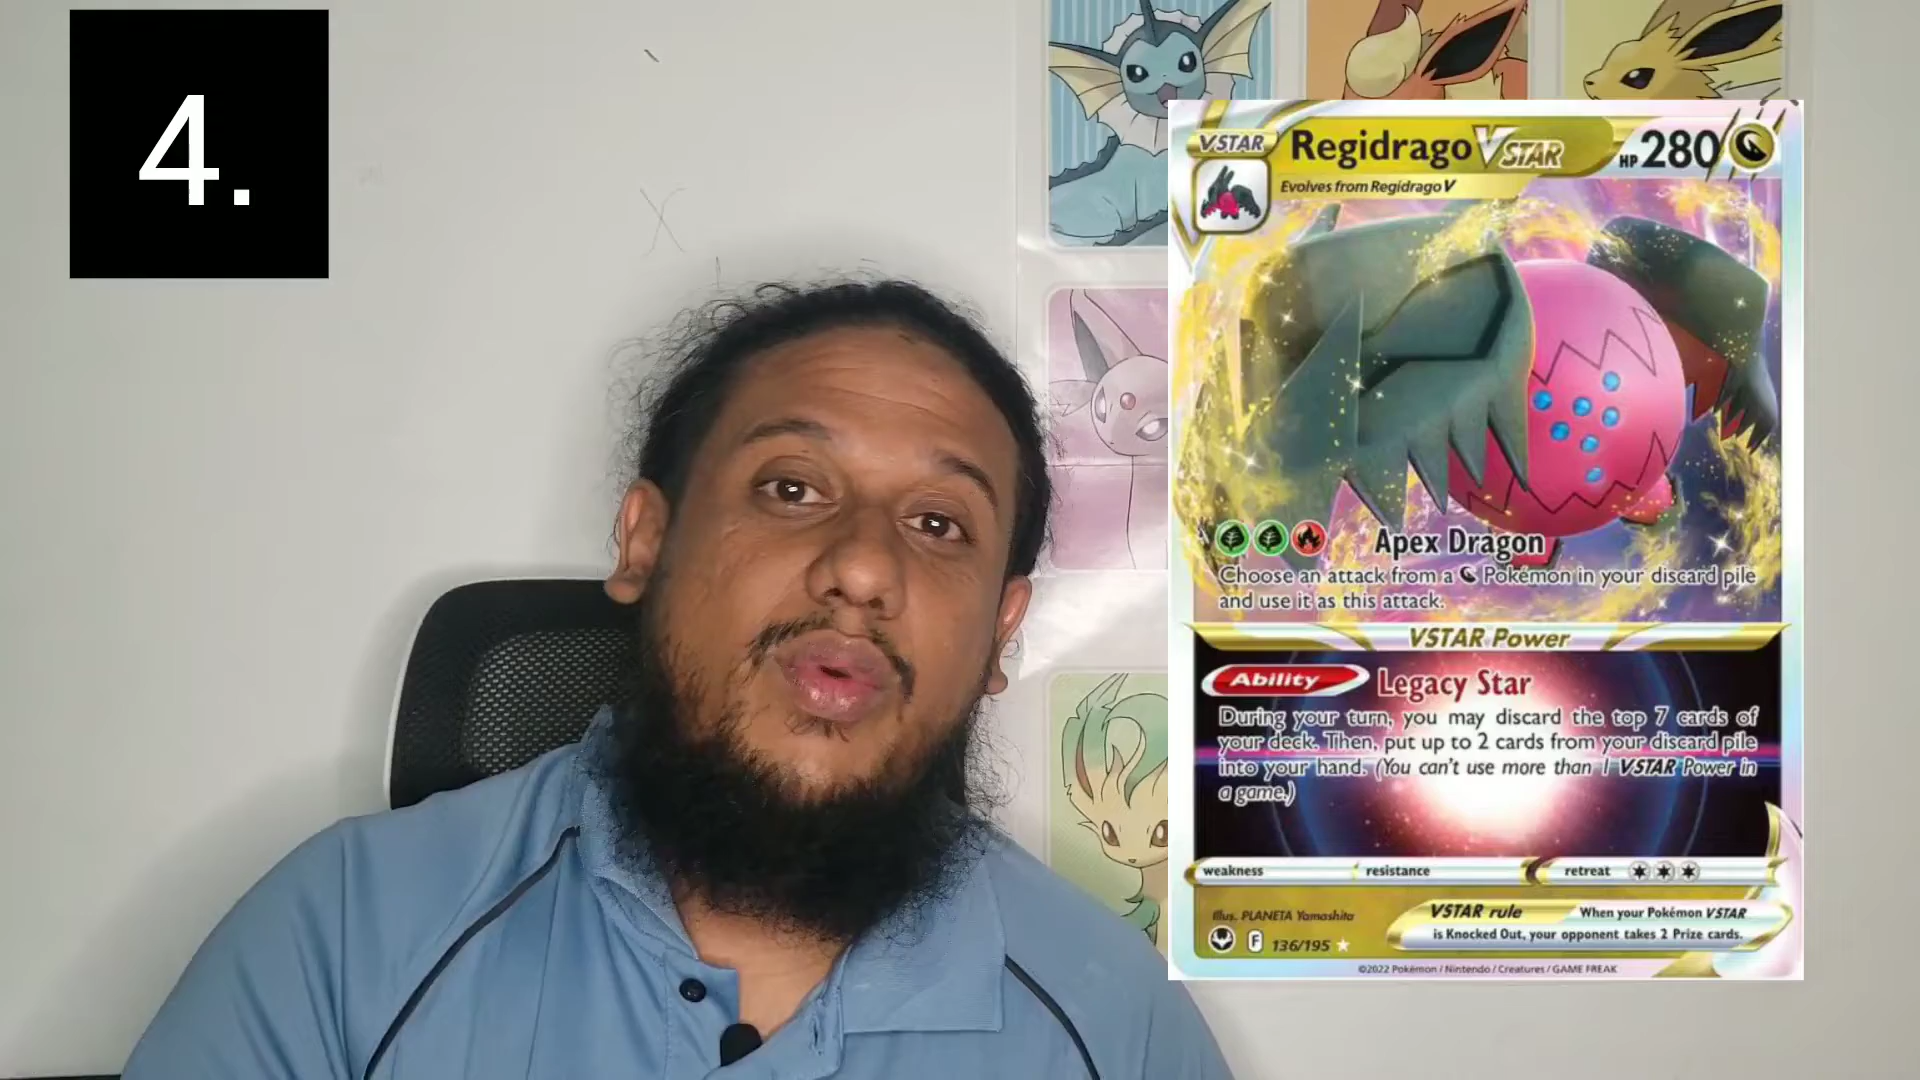 4.
VSTAR
Regidrago VSTAR
HP 280
Evolves from Regidrago V
Apex Dragon
Choose an attack from a Pokémon in your discard pile
and use it as this attack.
VSTAR Power
Ability Legacy Star
During your turn, you may discard the top 7 cards of
your deck. Then, put up to 2 cards from your discard pile
into your hand. (You can't use more than 1 VSTAR Power in
a game.)
weakness resistance retreat
Illus. PLANETA Yamashita
F 136/195
VSTAR rule When your Pokémon VSTAR
is Knocked Out, your opponent takes 2 Prize cards.
©2022 Pokémon / Nintendo / Creatures / GAME FREAK